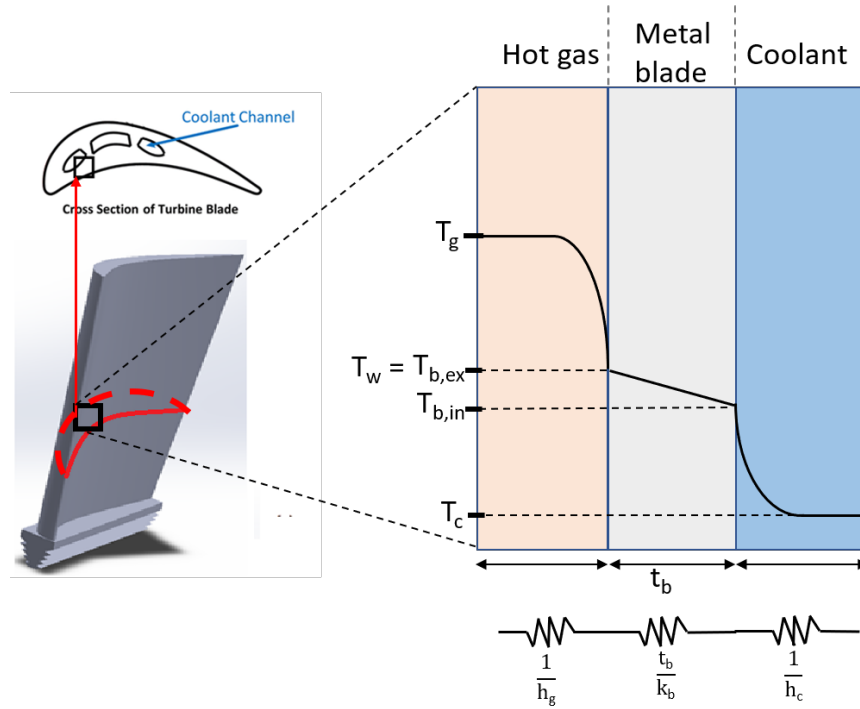 Coolant Channel
Cross Section of Turbine Blade
Hot gas
Metal
blade
Coolant
T_g
T_w = T_b,ex
T_b,in
T_c
t_b
1
h_g
t_b
k_b
1
h_c